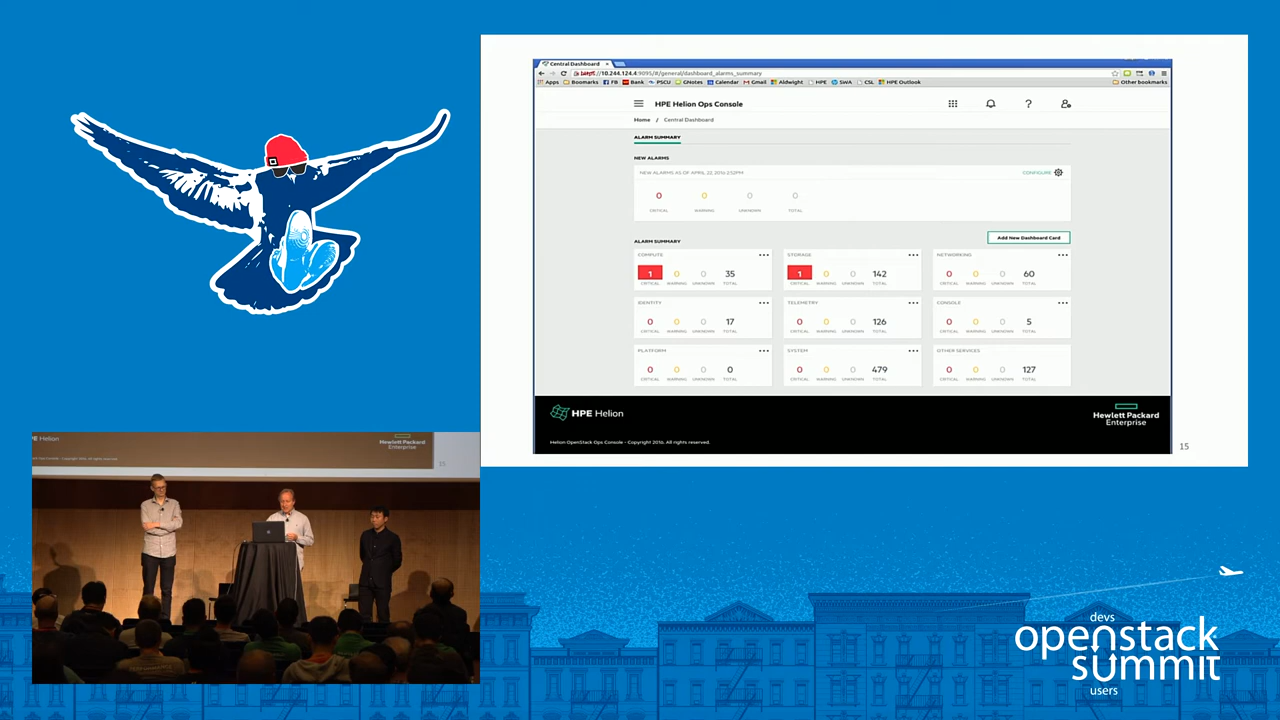 Central Dashboard
https://10.244.124.4:9095/#/general/dashboard_alarms_summary
Apps Boomarks FB Bank PSCU GNotes Calendar Gmail Aldwight HPE SWA CSL HPE Outlook Other bookmarks
HPE Helion Ops Console ?
Home / Central Dashboard
ALARM SUMMARY
NEW ALARMS
NEW ALARMS AS OF APRIL 22, 2016 2:52PM CONFIGURE
0 0 0 0
CRITICAL WARNING UNKNOWN TOTAL
ALARM SUMMARY Add New Dashboard Card
COMPUTE STORAGE NETWORKING
1 0 0 35 1 0 0 142 0 0 0 60
CRITICAL WARNING UNKNOWN TOTAL CRITICAL WARNING UNKNOWN TOTAL CRITICAL WARNING UNKNOWN TOTAL
IDENTITY TELEMETRY CONSOLE
0 0 0 17 0 0 0 126 0 0 0 5
CRITICAL WARNING UNKNOWN TOTAL CRITICAL WARNING UNKNOWN TOTAL CRITICAL WARNING UNKNOWN TOTAL
PLATFORM SYSTEM OTHER SERVICES
0 0 0 0 0 0 0 479 0 0 0 127
CRITICAL WARNING UNKNOWN TOTAL CRITICAL WARNING UNKNOWN TOTAL CRITICAL WARNING UNKNOWN TOTAL
HPE Helion
Hewlett Packard
Enterprise
Helion OpenStack Ops Console - Copyright 2016. All rights reserved.
15
PE Helion
Hewlett Packard
Enterprise
15
devs
openstack
summit
users